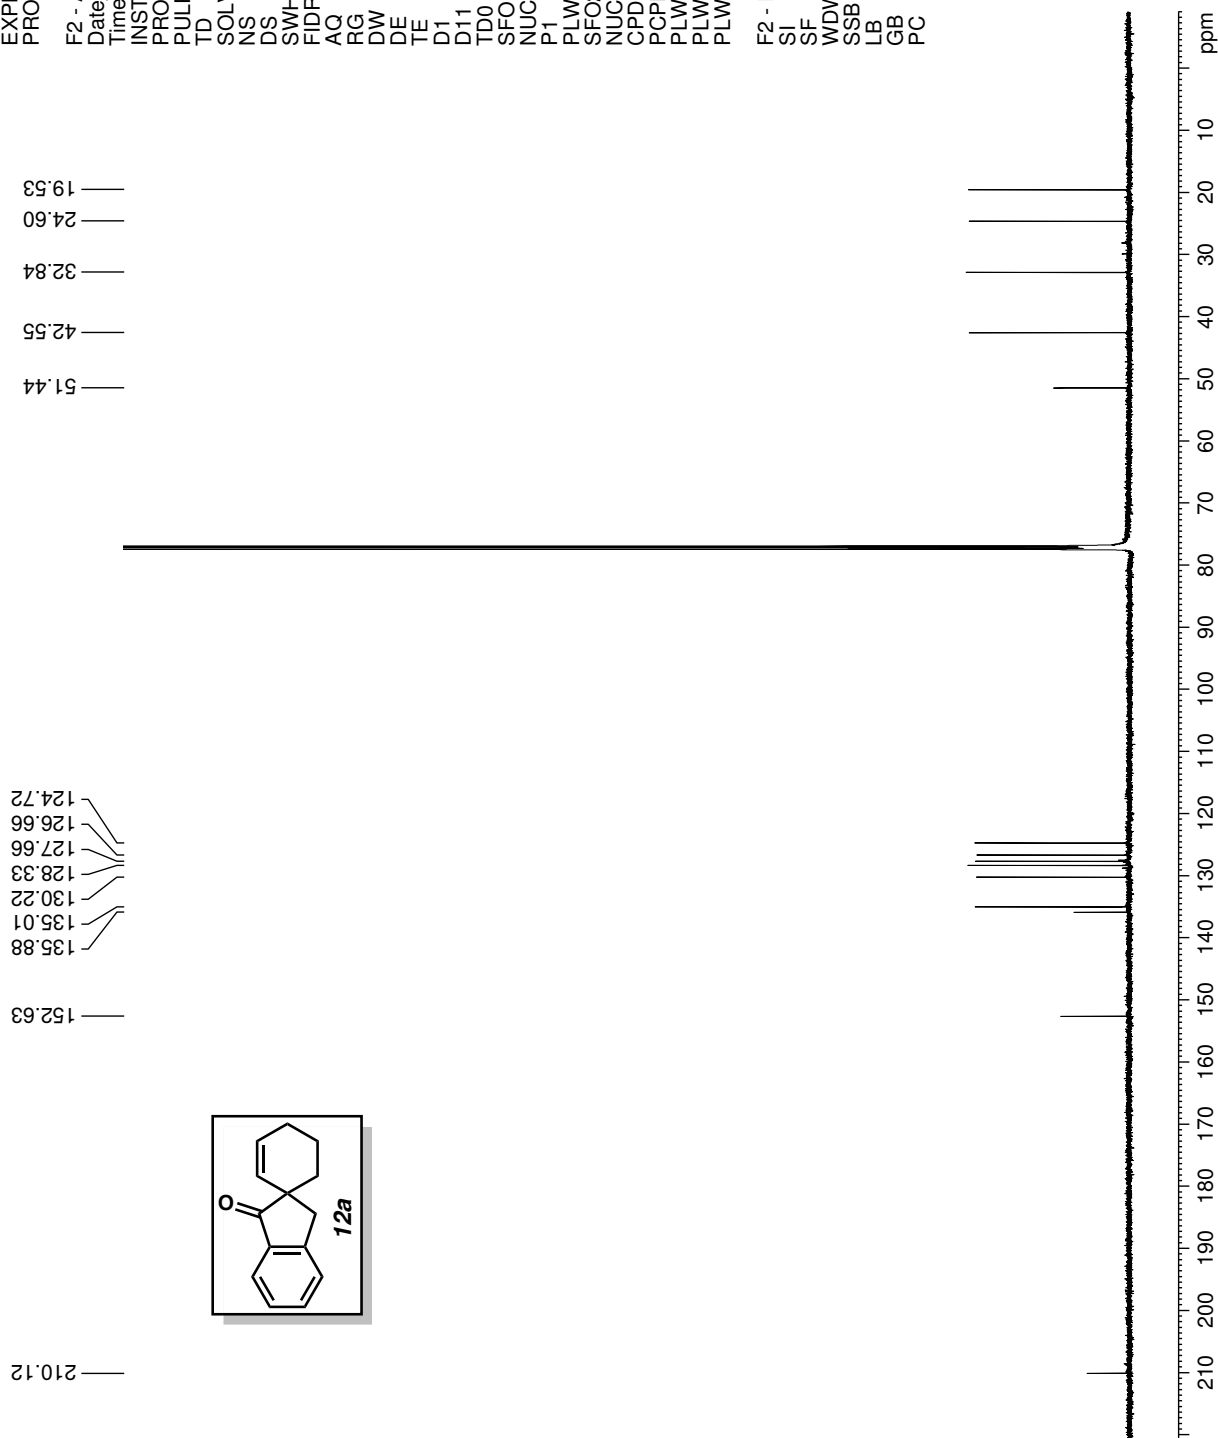 EXPI
PRO
F2 - A
Date
Time
INST
PRO
PULI
TD
SOLV
NS
DS
SWH
FIDR
AQ
RG
DW
DE
TE
D1
D11
TD0
SFO
NUC
P1
PLW
SFO
NUC
CPD
PCP
PLW
PLW
PLW
F2 -
SI
SF
WDW
SSB
LB
GB
PC
210.12
152.63
135.88
135.01
130.22
128.33
127.66
126.66
124.72
51.44
42.55
32.84
24.60
19.53
O
12a
210 200 190 180 170 160 150 140 130 120 110 100 90 80 70 60 50 40 30 20 10 ppm